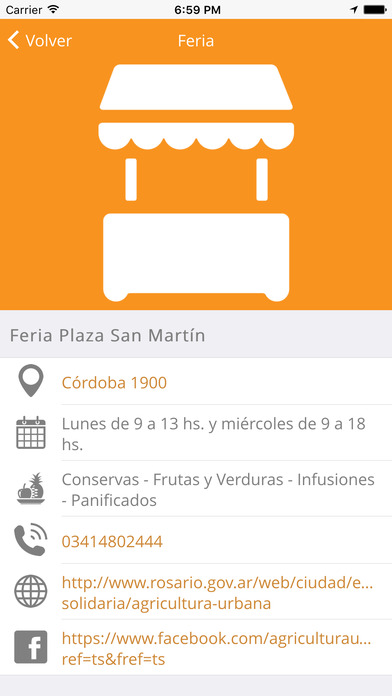 Carrier 6:59 PM
Volver Feria
Feria Plaza San Martín
Córdoba 1900
Lunes de 9 a 13 hs. y miércoles de 9 a 18
hs.
Conservas - Frutas y Verduras - Infusiones
- Panificados
03414802444
http://www.rosario.gov.ar/web/ciudad/e...
solidaria/agricultura-urbana
https://www.facebook.com/agriculturau...
ref=ts&fref=ts